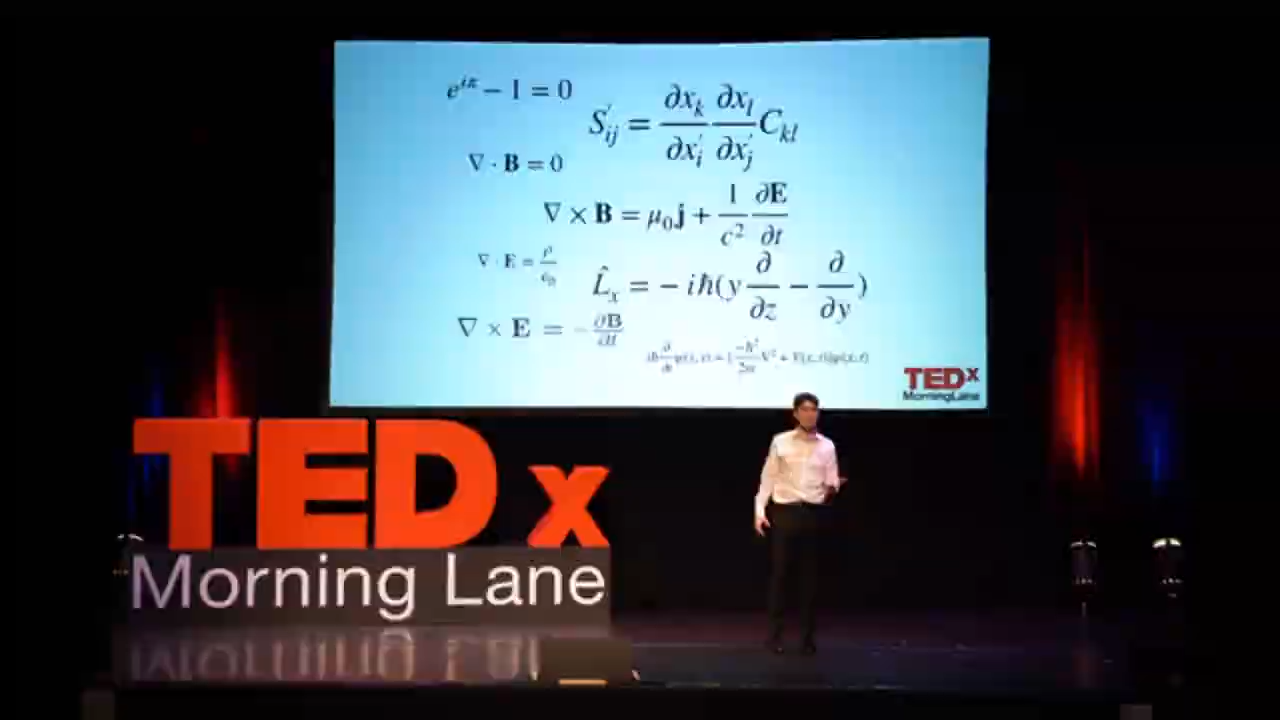 e^{iπ} − 1 = 0
S'_{ij} = ∂x_k/∂x'_i ∂x_l/∂x'_j C_{kl}
∇ · B = 0
∇ × B = μ₀j + 1/c² ∂E/∂t
∇ · E = ρ/ε₀
L̂_x = − iħ(y ∂/∂z − ∂/∂y)
∇ × E = − ∂B/∂t
TEDx
MorningLane
TEDx
Morning Lane